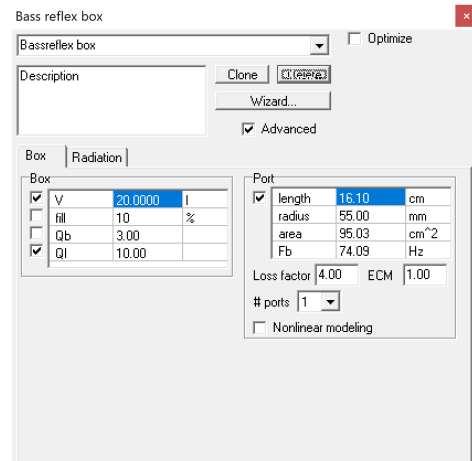 Bass reflex box
Bassreflex box
Optimize
Description
Clone
Wizard...
Advanced
Box Radiation
Box
V 20.0000 l
fill 10 %
Qb 3.00
Ql 10.00
Port
length 16.10 cm
radius 55.00 mm
area 95.03 cm^2
Fb 74.09 Hz
Loss factor 4.00 ECM 1.00
# ports 1
Nonlinear modeling